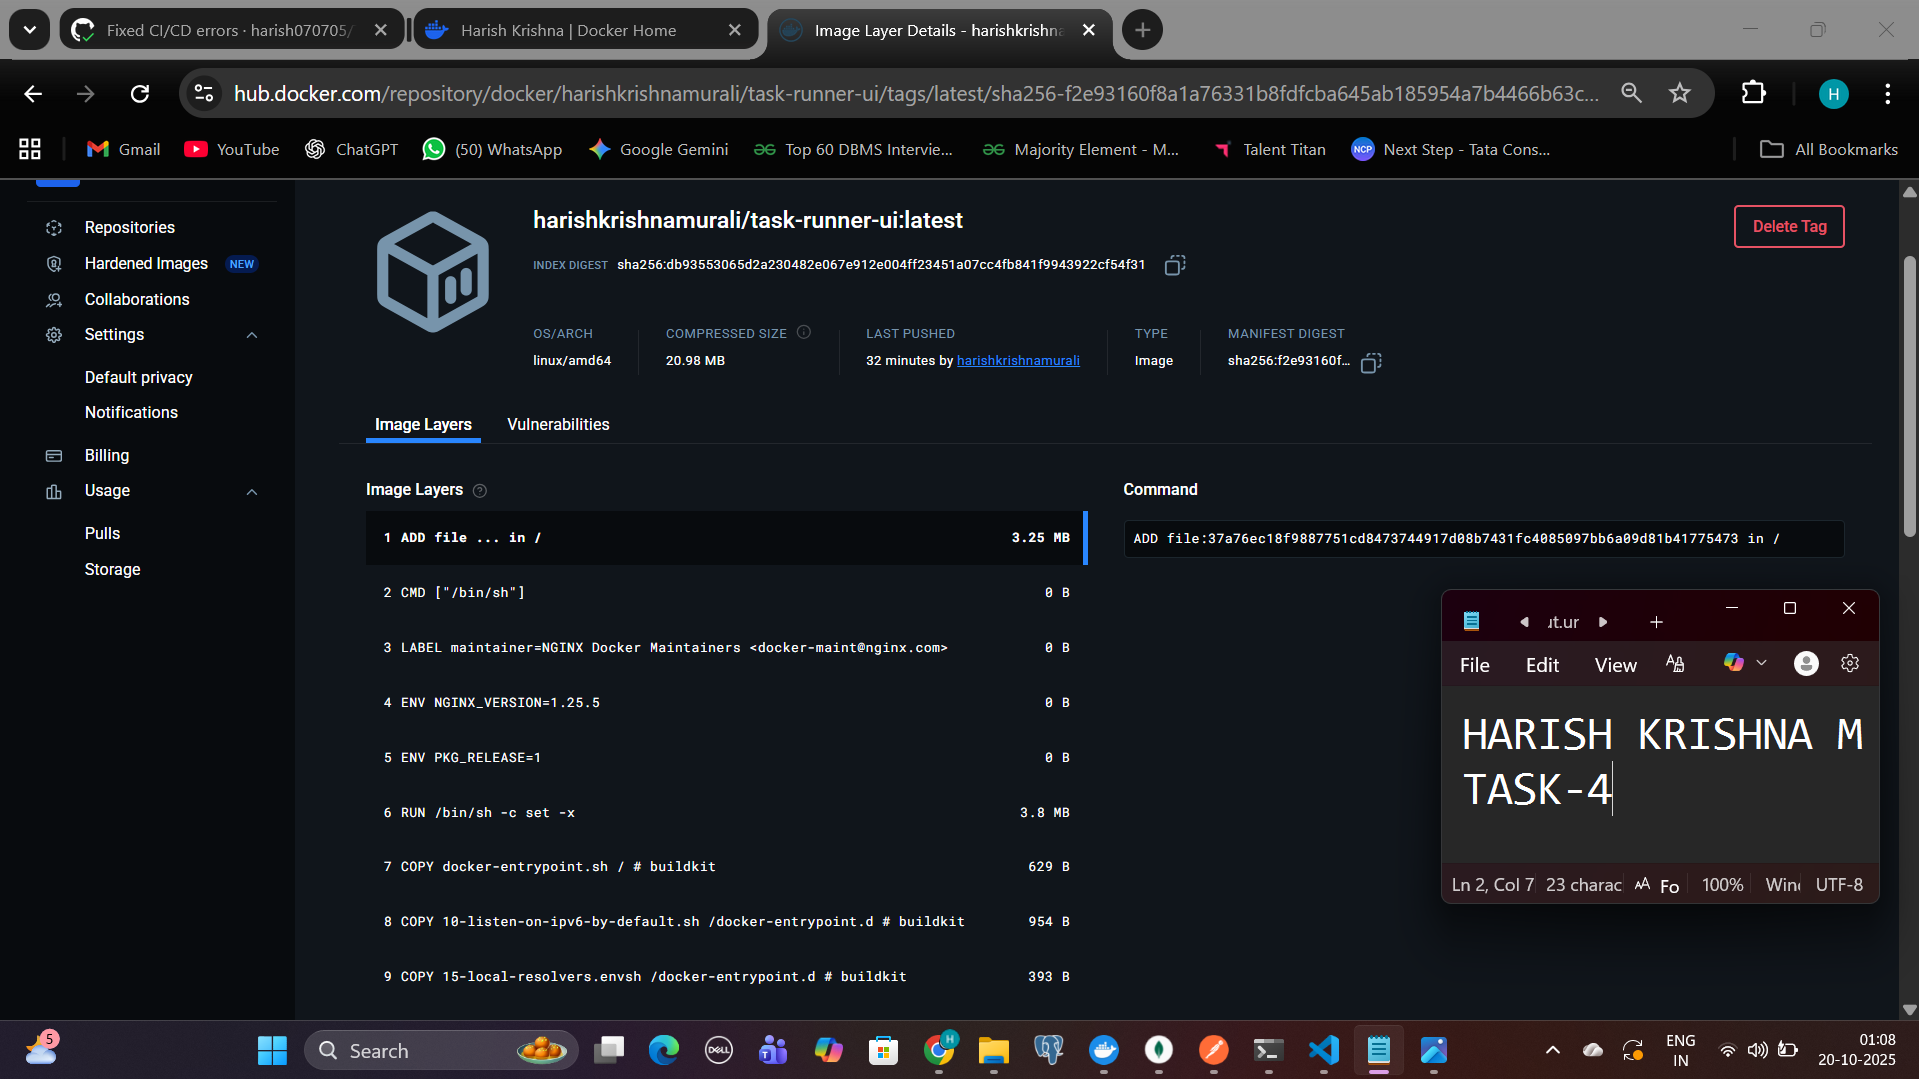 Fixed CI/CD errors · harish070705/
Harish Krishna | Docker Home
Image Layer Details - harishkrishna
hub.docker.com/repository/docker/harishkrishnamurali/task-runner-ui/tags/latest/sha256-f2e93160f8a1a76331b8fdfcba645ab185954a7b4466b63c...
H
Gmail
YouTube
ChatGPT
(50) WhatsApp
Google Gemini
Top 60 DBMS Intervie...
Majority Element - M...
Talent Titan
NCP
Next Step - Tata Cons...
All Bookmarks
Repositories
Hardened Images NEW
Collaborations
Settings
Default privacy
Notifications
Billing
Usage
Pulls
Storage
harishkrishnamurali/task-runner-ui:latest
Delete Tag
INDEX DIGEST sha256:db93553065d2a230482e067e912e004ff23451a07cc4fb841f9943922cf54f31
OS/ARCH
linux/amd64
COMPRESSED SIZE
20.98 MB
LAST PUSHED
32 minutes by harishkrishnamurali
TYPE
Image
MANIFEST DIGEST
sha256:f2e93160f...
Image Layers
Vulnerabilities
Image Layers
1 ADD file ... in / 3.25 MB
2 CMD ["/bin/sh"] 0 B
3 LABEL maintainer=NGINX Docker Maintainers <docker-maint@nginx.com> 0 B
4 ENV NGINX_VERSION=1.25.5 0 B
5 ENV PKG_RELEASE=1 0 B
6 RUN /bin/sh -c set -x 3.8 MB
7 COPY docker-entrypoint.sh / # buildkit 629 B
8 COPY 10-listen-on-ipv6-by-default.sh /docker-entrypoint.d # buildkit 954 B
9 COPY 15-local-resolvers.envsh /docker-entrypoint.d # buildkit 393 B
Command
ADD file:37a76ec18f9887751cd8473744917d08b7431fc4085097bb6a09d81b41775473 in /
ut.ur
File Edit View
HARISH KRISHNA M
TASK-4
Ln 2, Col 7 23 charac Fo 100% Wind UTF-8
5
Search
DELL
H
ENG
IN
01:08
20-10-2025